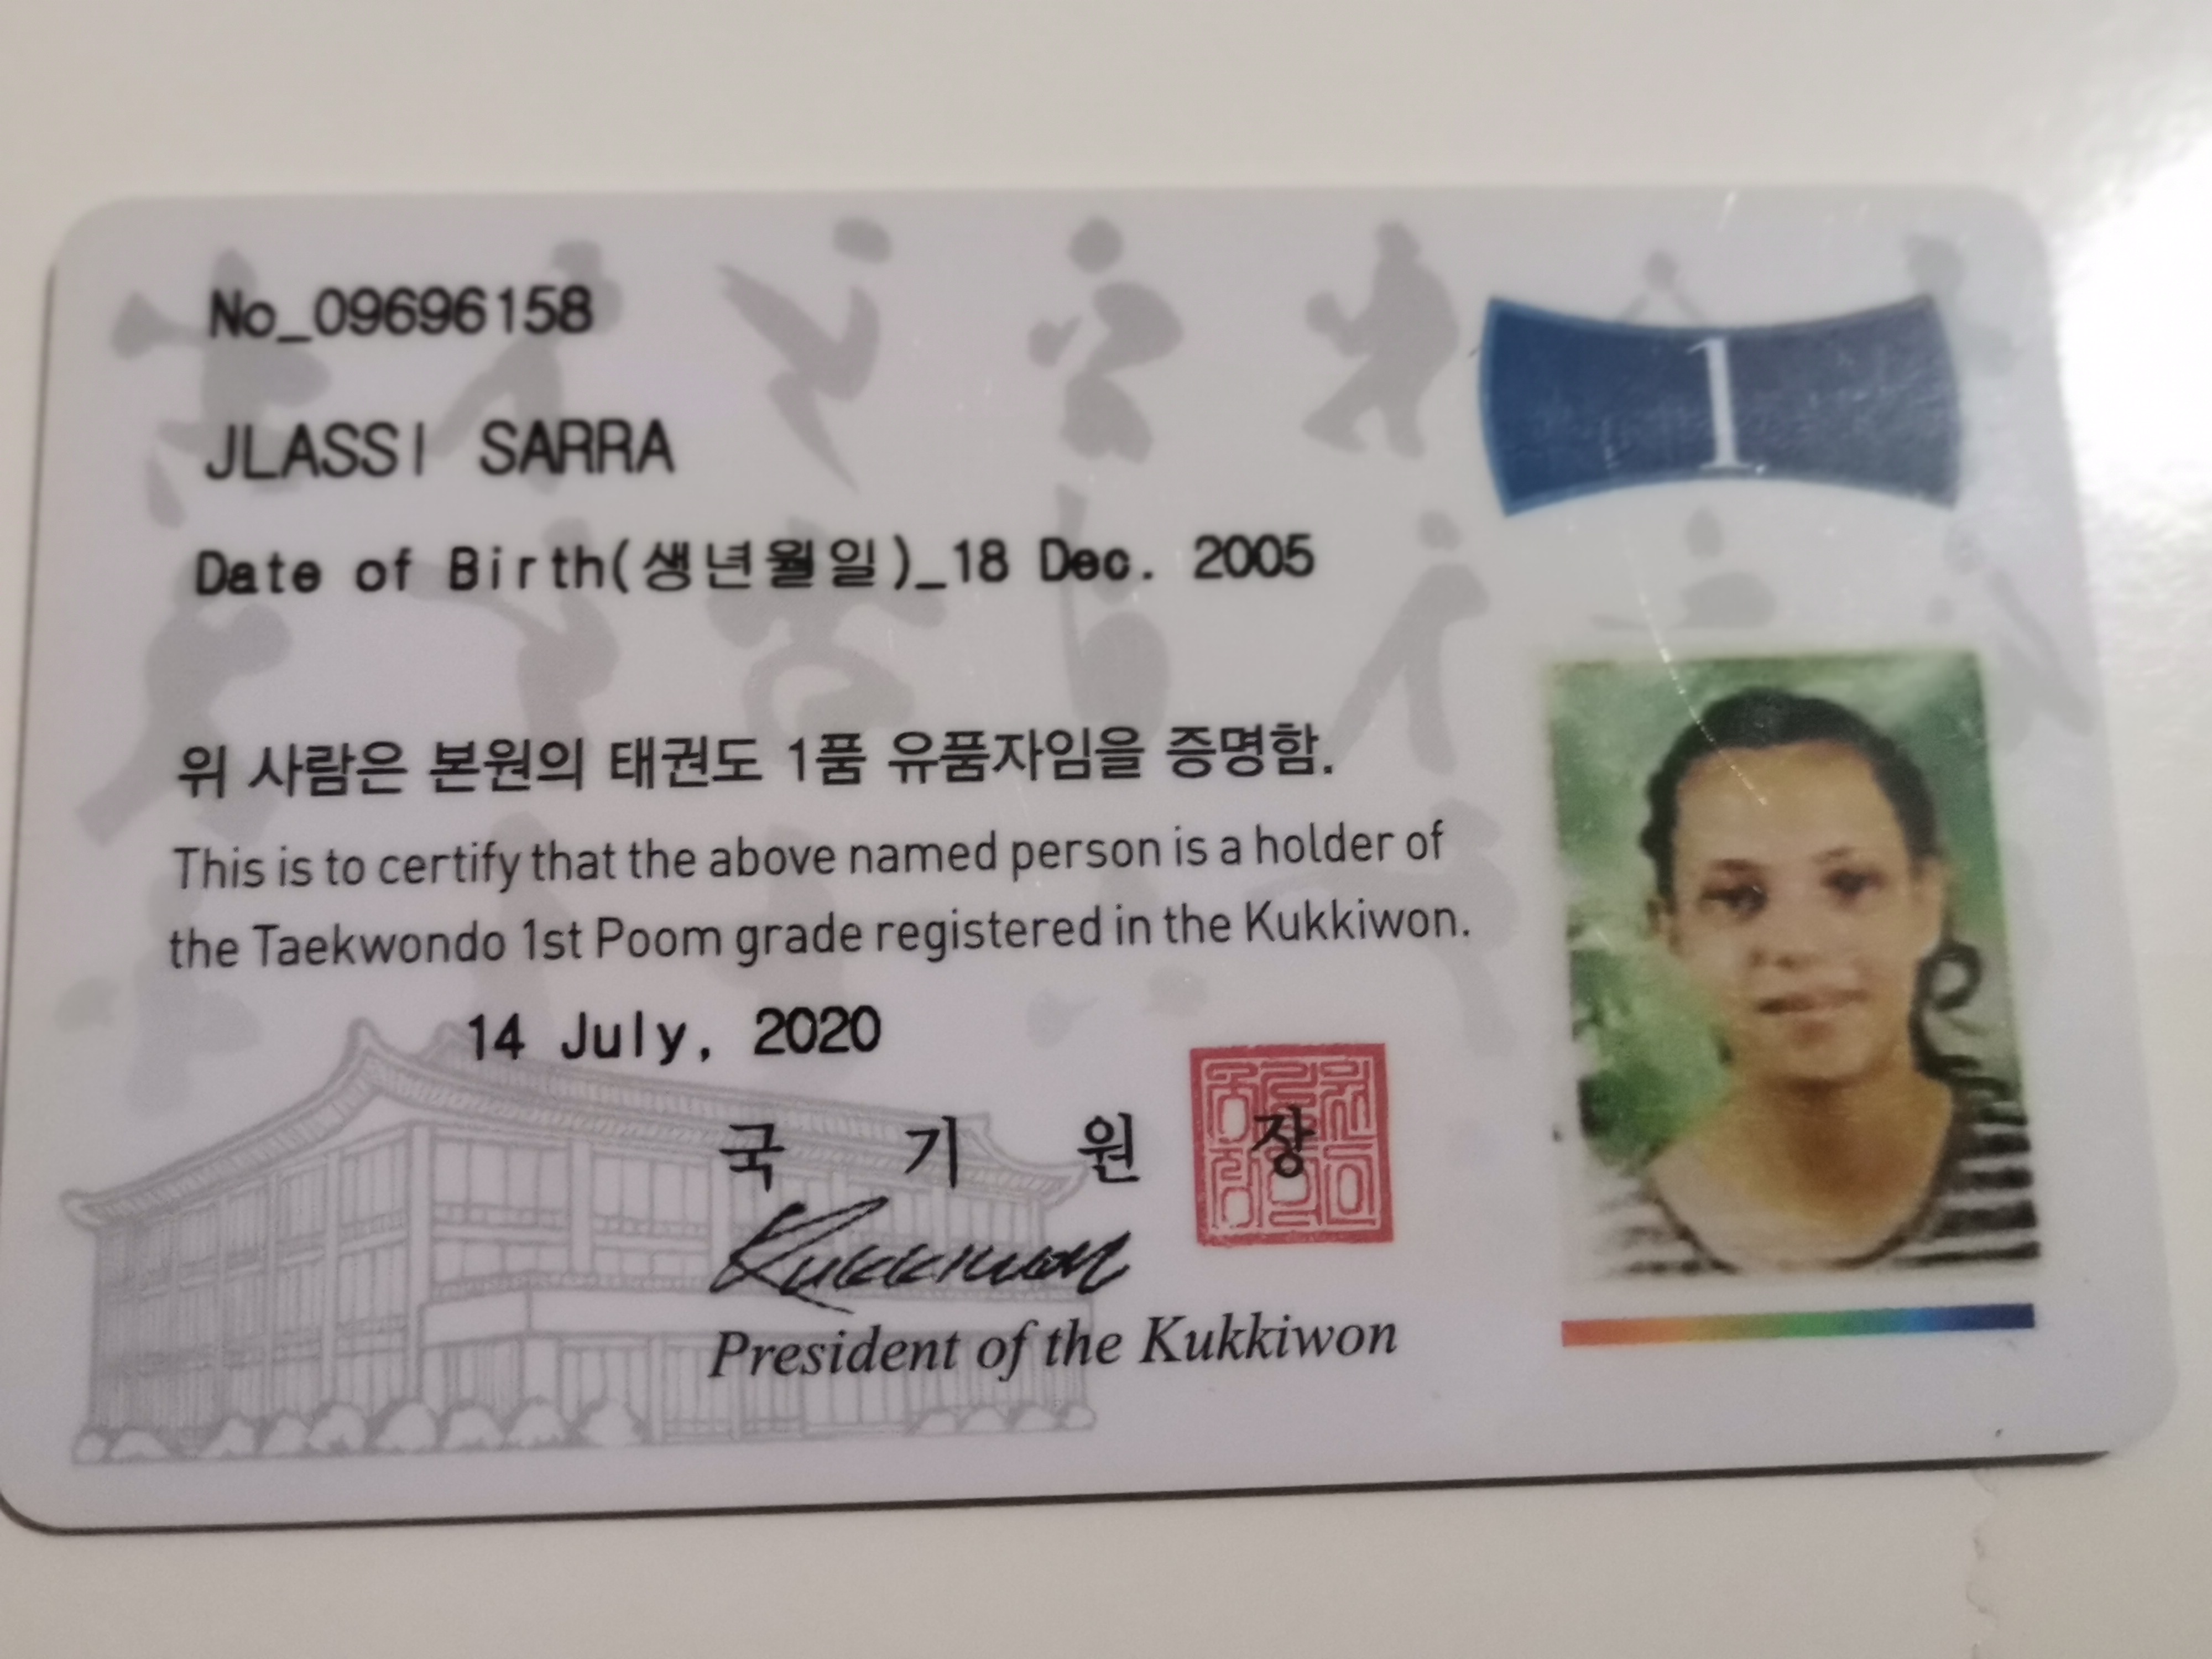 No_09696158
1
JLASSI SARRA
Date of Birth(생년월일)_18 Dec. 2005
위 사람은 본원의 태권도 1품 유품자임을 증명함.
This is to certify that the above named person is a holder of
the Taekwondo 1st Poom grade registered in the Kukkiwon.
14 July, 2020
국 기 원 장
Kukkiwon
President of the Kukkiwon